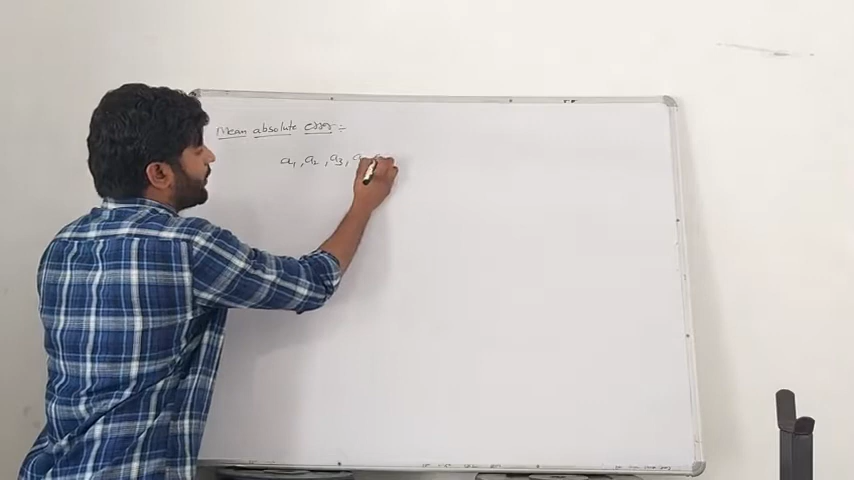 Mean absolute error :-
a₁, a₂, a₃, a